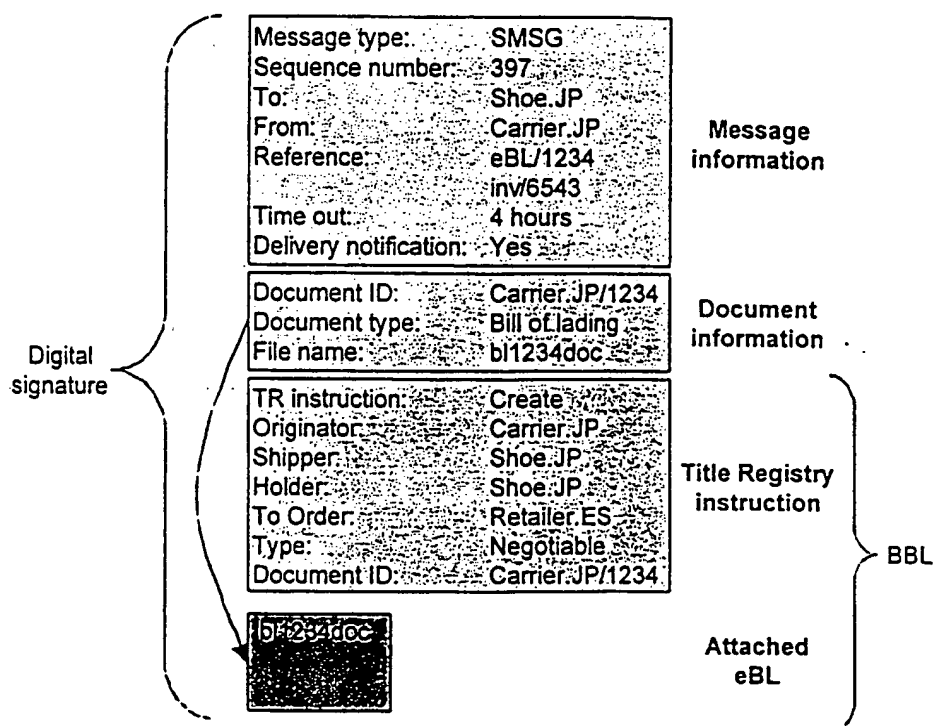 Message type: SMSG
Sequence number: 397
To: Shoe.JP
From: Carrier.JP
Reference: eBL/1234
inv/6543
Time out: 4 hours
Delivery notification: Yes
Message
information
Document ID: Carrier.JP/1234
Document type: Bill of lading
File name: bl1234doc
Document
information
Digital
signature
TR instruction: Create
Originator: Carrier.JP
Shipper: Shoe.JP
Holder: Shoe.JP
To Order: Retailer.ES
Type: Negotiable
Document ID: Carrier.JP/1234
Title Registry
instruction
BBL
bl1234doc
Attached
eBL